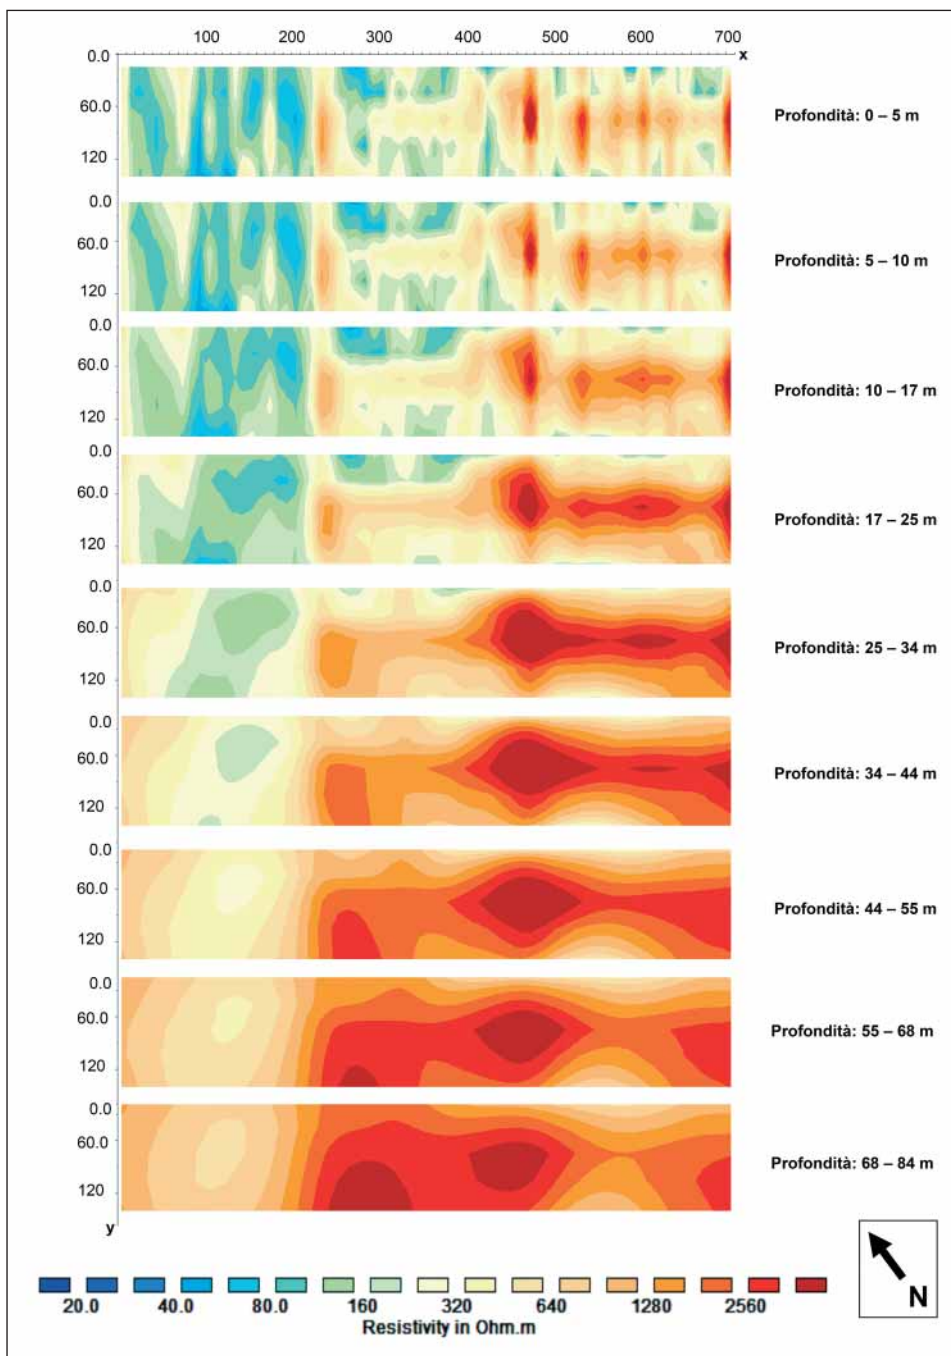 100 200 300 400 500 600 700 x
0.0
60.0
120
Profondità: 0 – 5 m
0.0
60.0
120
Profondità: 5 – 10 m
0.0
60.0
120
Profondità: 10 – 17 m
0.0
60.0
120
Profondità: 17 – 25 m
0.0
60.0
120
Profondità: 25 – 34 m
0.0
60.0
120
Profondità: 34 – 44 m
0.0
60.0
120
Profondità: 44 – 55 m
0.0
60.0
120
Profondità: 55 – 68 m
0.0
60.0
120
Profondità: 68 – 84 m
y
20.0 40.0 80.0 160 320 640 1280 2560
Resistivity in Ohm.m
N